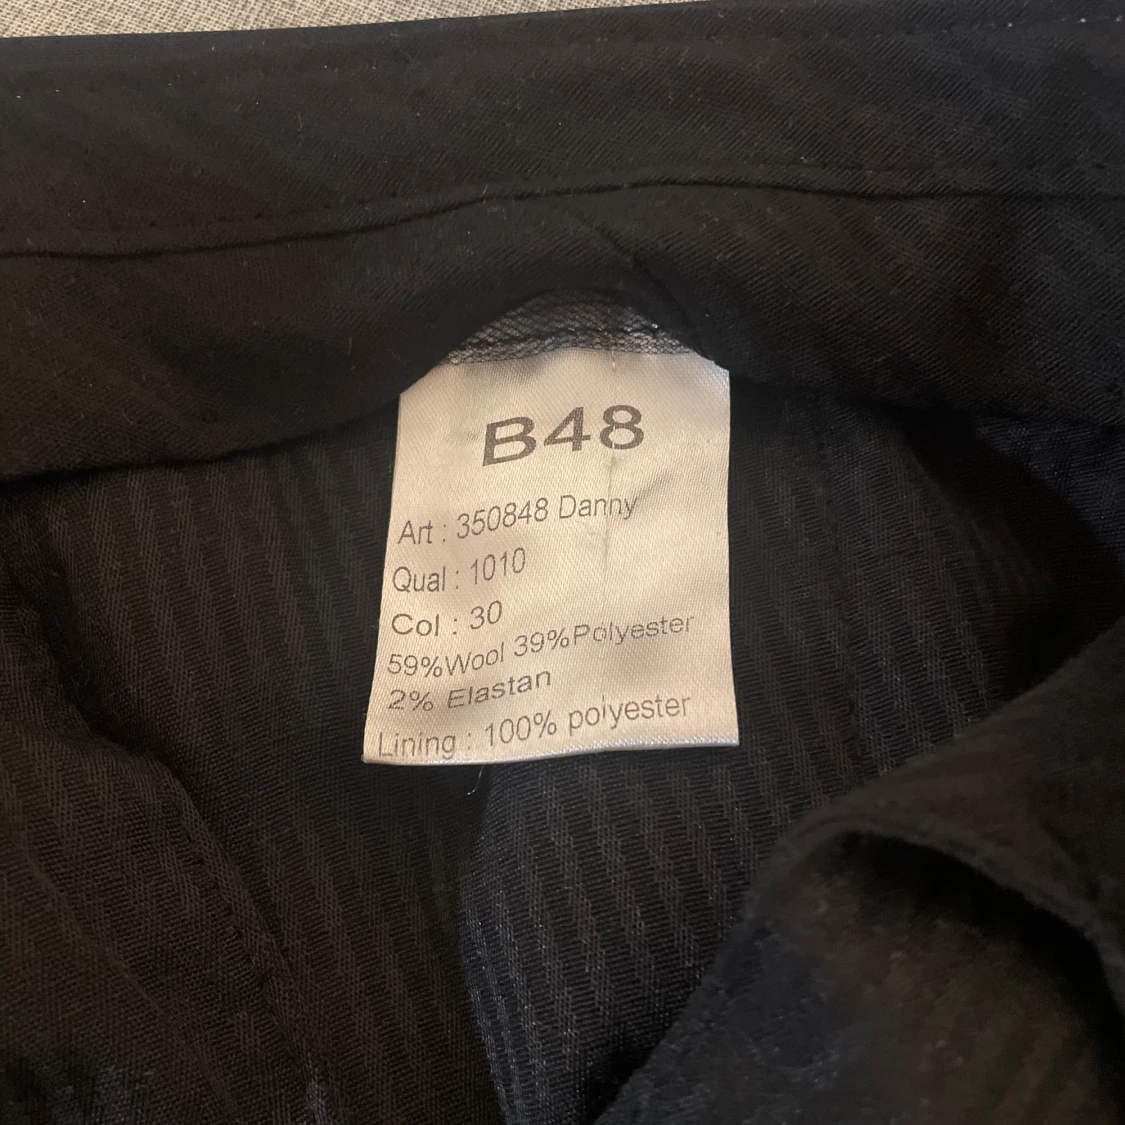 B48
Art : 350848 Danny
Qual : 1010
Col : 30
59%Wool 39%Polyester
2% Elastan
Lining : 100% polyester